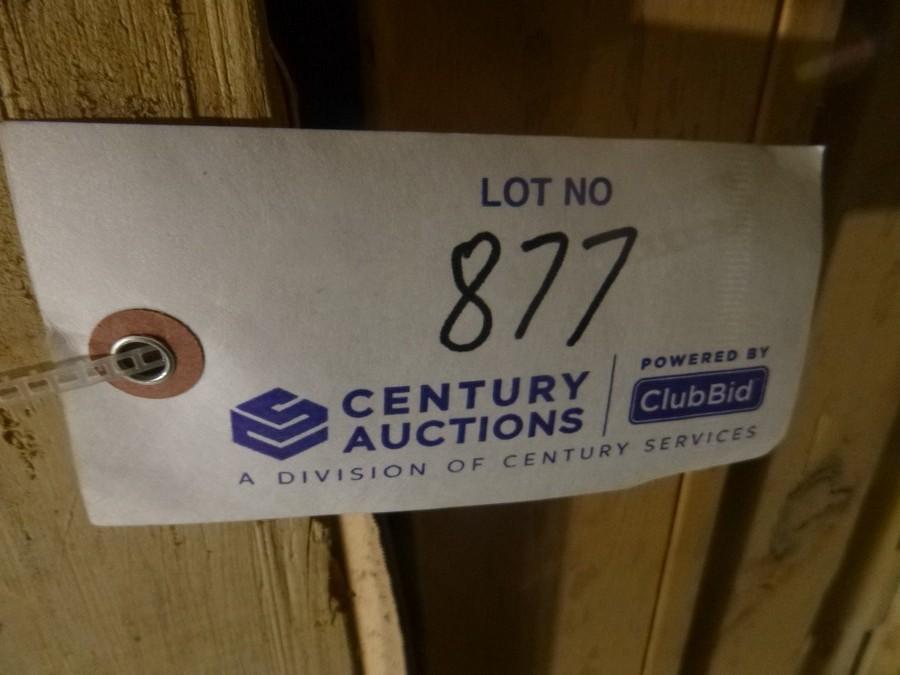 LOT NO
877
CENTURY
AUCTIONS
POWERED BY
ClubBid
A DIVISION OF CENTURY SERVICES